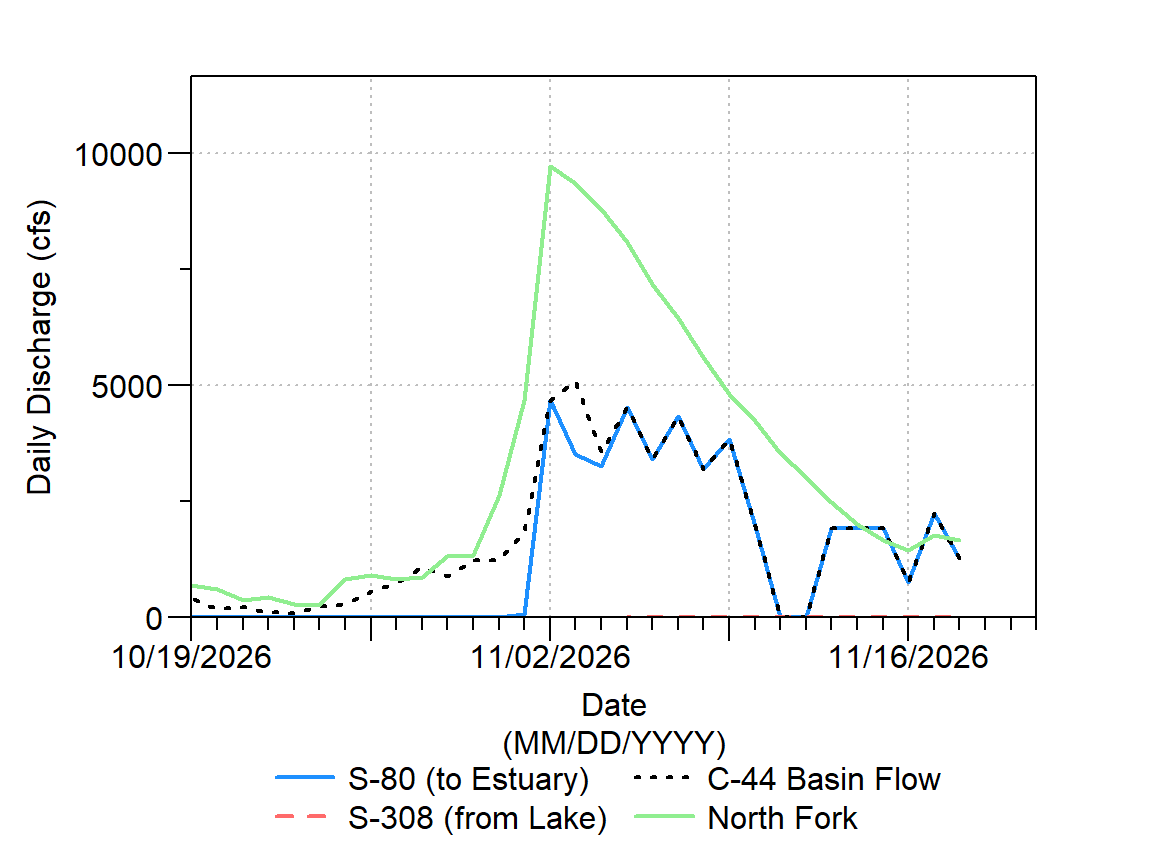 Daily Discharge (cfs)
10000
5000
0
10/19/2026 11/02/2026 11/16/2026
Date
(MM/DD/YYYY)
S-80 (to Estuary) C-44 Basin Flow
S-308 (from Lake) North Fork